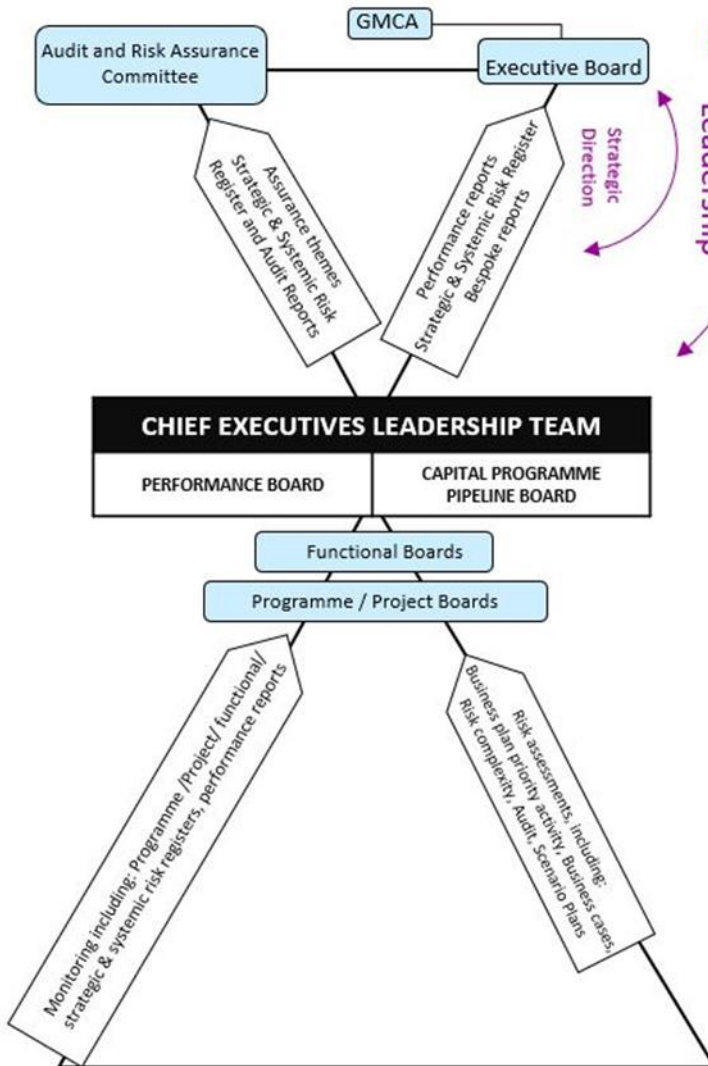 GMCA
Audit and Risk Assurance
Committee
Executive Board
Leadership
Strategic
Direction
Assurance themes
Strategic & Systemic Risk
Register and Audit Reports
Performance reports
Strategic & Systemic Risk Register
Bespoke reports
CHIEF EXECUTIVES LEADERSHIP TEAM
PERFORMANCE BOARD
CAPITAL PROGRAMME
PIPELINE BOARD
Functional Boards
Programme / Project Boards
Monitoring including: Programme /Project/ functional/
strategic & systemic risk registers, performance reports
Risk assessments, including:
Business plan priority activity, Business cases,
Risk complexity, Audit, Scenario Plans